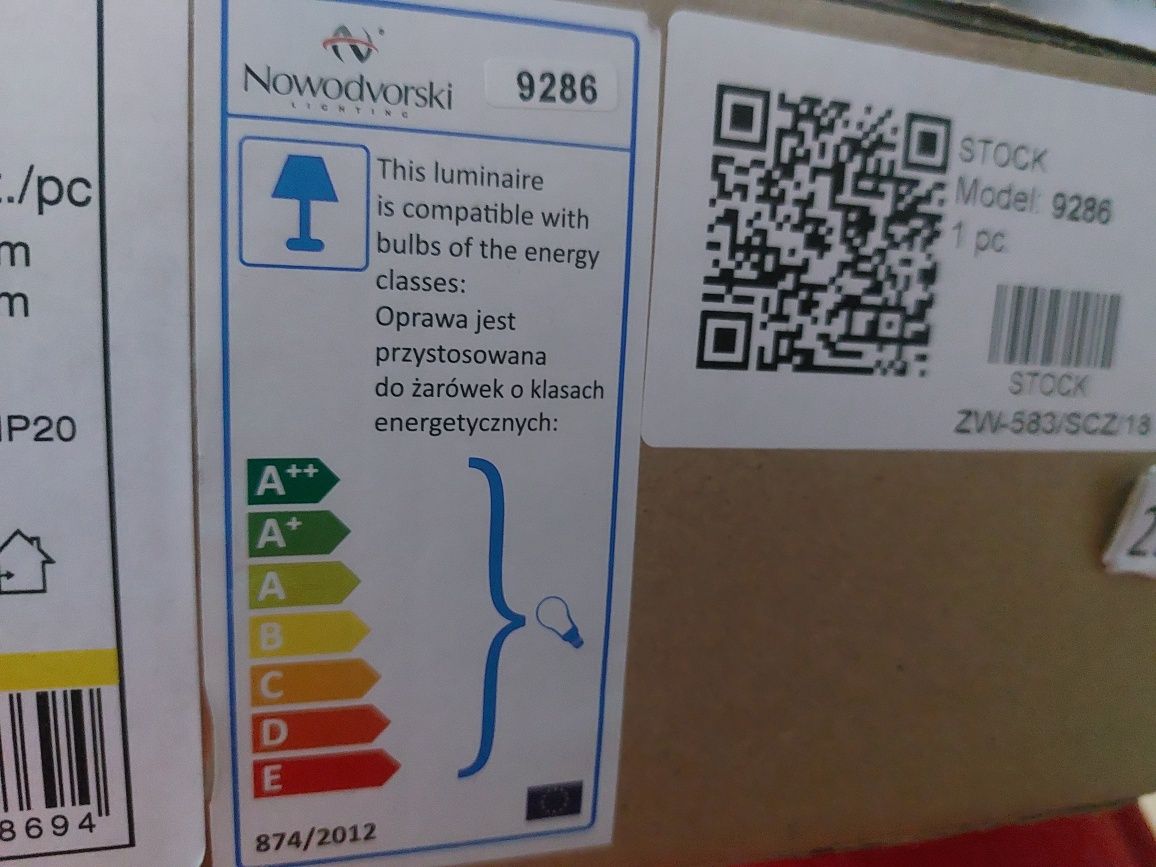 ./pc
m
m
IP20
8694
Nowodvorski
LIGHTING
9286
This luminaire
is compatible with
bulbs of the energy
classes:
Oprawa jest
przystosowana
do żarówek o klasach
energetycznych:
A++
A+
A
B
C
D
E
874/2012
STOCK
Model: 9286
1 pc
STOCK
ZW-583/SCZ/18
2